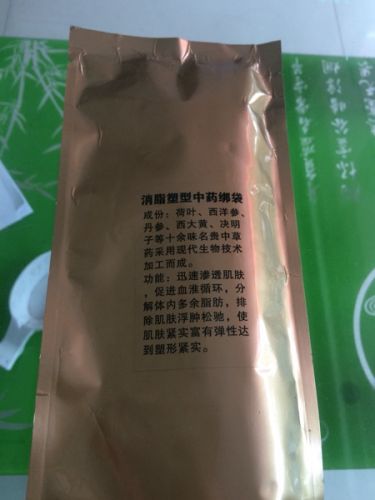 消脂塑型中药绑袋
成份：荷叶、西洋参、
丹参、西大黄、决明
子等十余味名贵中草
药采用现代生物技术
加工而成。
功能：迅速渗透肌肤
，促进血淮循环，分
解体内多余脂肪，排
除肌肤浮肿松驰，使
肌肤紧实富有弹性达
到塑形紧实。